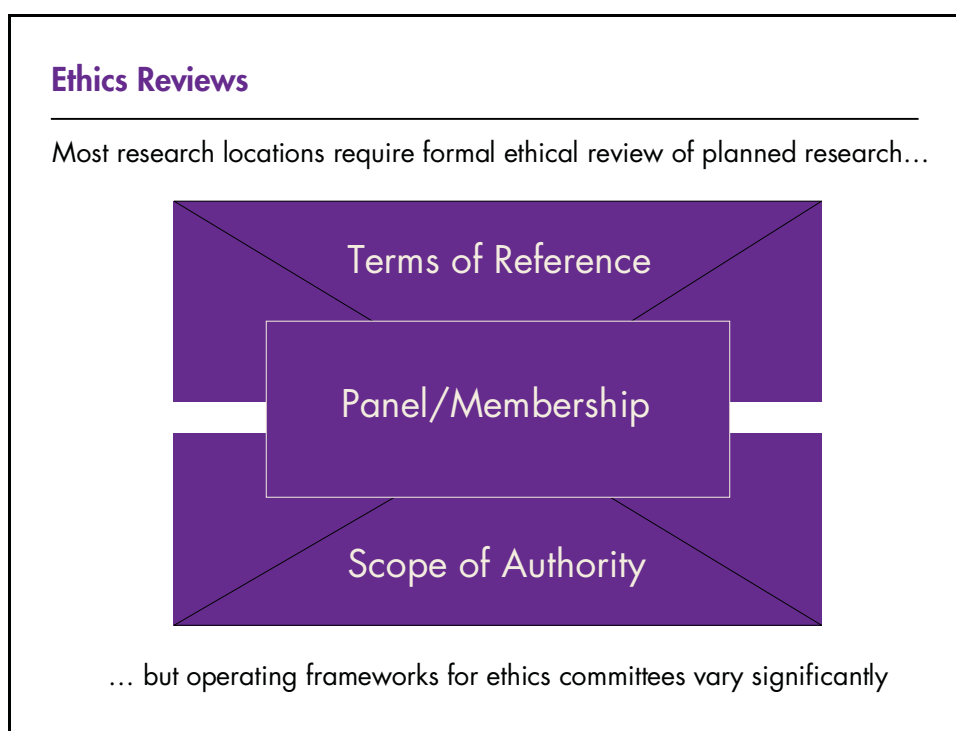 Ethics Reviews
Most research locations require formal ethical review of planned research…
Terms of Reference
Panel/Membership
Scope of Authority
… but operating frameworks for ethics committees vary significantly